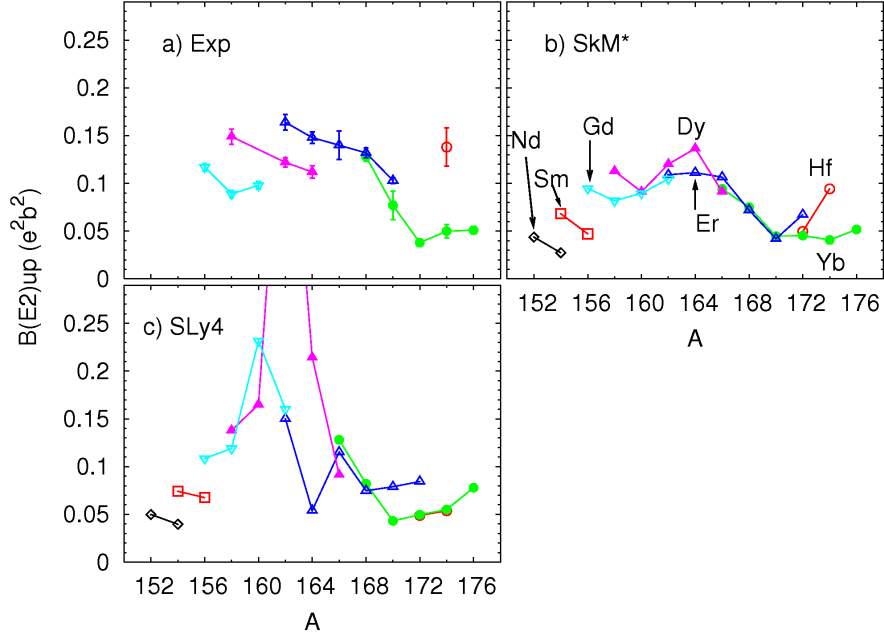 a) Exp
b) SkM*
0.25
0.2
0.15
0.1
0.05
0
Nd
Gd
Dy
Sm
Er
Hf
Yb
152 156 160 164 168 172 176
A
B(E2)up (e²b²)
c) SLy4
0.25
0.2
0.15
0.1
0.05
0
152 156 160 164 168 172 176
A